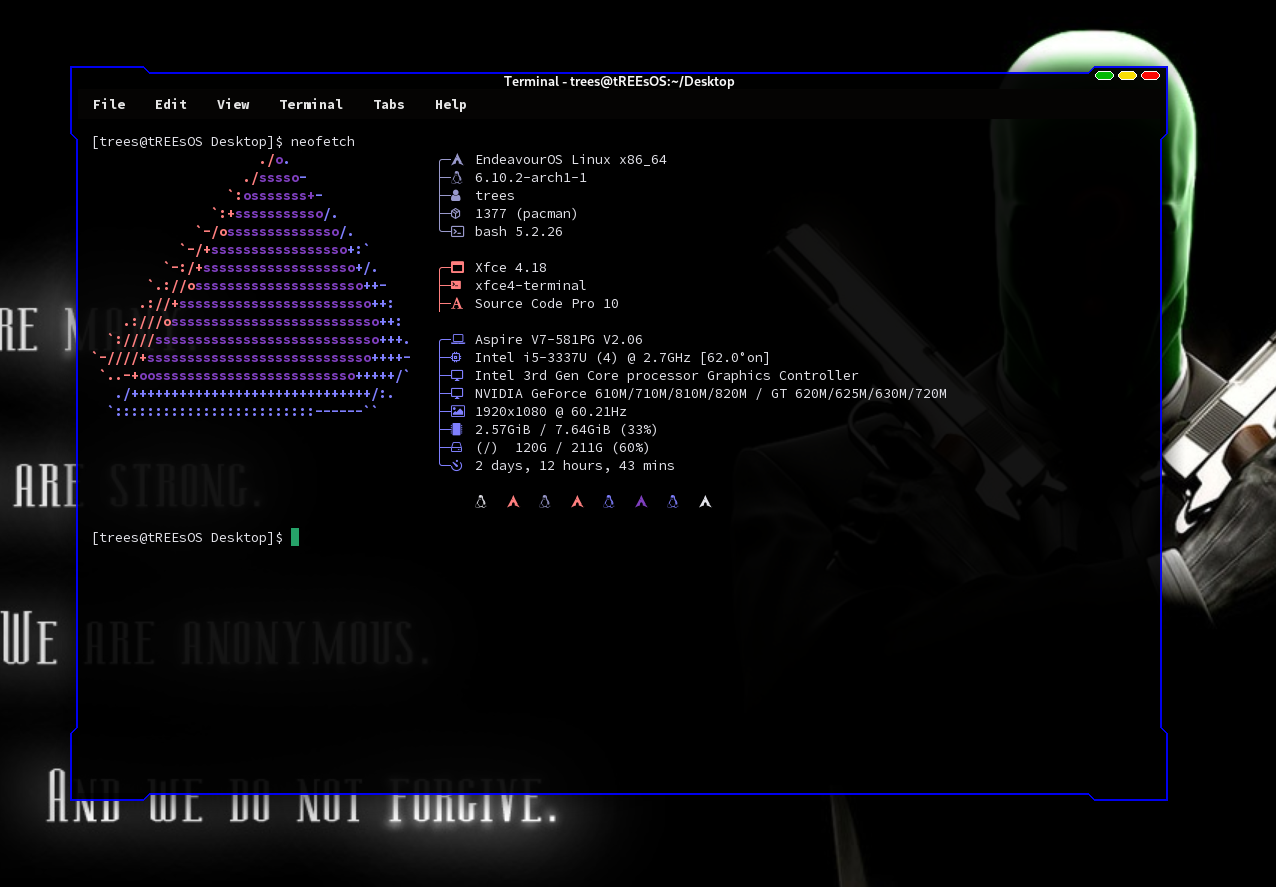 Terminal - trees@tREEsOS:~/Desktop
File Edit View Terminal Tabs Help
[trees@tREEsOS Desktop]$ neofetch
./o.
./sssso-
`:osssssss+-
`:+sssssssssso/.
`-/ossssssssssssso/.
`-/+sssssssssssssssso+:`
`-:/+sssssssssssssssssso+/.
`.://osssssssssssssssssssso++-
.://+ssssssssssssssssssssssso++:
.:///ossssssssssssssssssssssssso++:
`:////ssssssssssssssssssssssssssso+++.
`-////+ssssssssssssssssssssssssssso++++-
`..-+oosssssssssssssssssssssssso+++++/`
./++++++++++++++++++++++++++++++/:.
`:::::::::::::::::::::::::------``
EndeavourOS Linux x86_64
6.10.2-arch1-1
trees
1377 (pacman)
bash 5.2.26
Xfce 4.18
xfce4-terminal
Source Code Pro 10
Aspire V7-581PG V2.06
Intel i5-3337U (4) @ 2.7GHz [62.0°on]
Intel 3rd Gen Core processor Graphics Controller
NVIDIA GeForce 610M/710M/810M/820M / GT 620M/625M/630M/720M
1920x1080 @ 60.21Hz
2.57GiB / 7.64GiB (33%)
(/) 120G / 211G (60%)
2 days, 12 hours, 43 mins
[trees@tREEsOS Desktop]$
ARE STRONG.
WE ARE ANONYMOUS.
AND WE DO NOT FORGIVE.